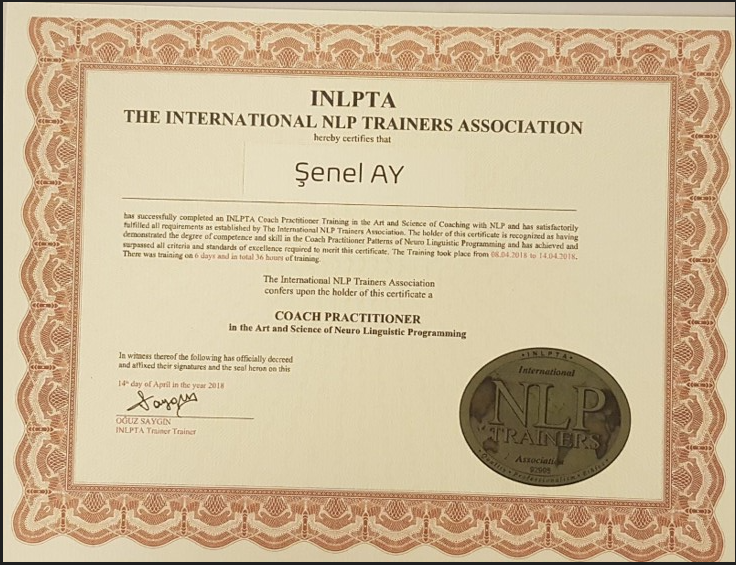 INLPTA
THE INTERNATIONAL NLP TRAINERS ASSOCIATION
hereby certifies that
Şenel AY
has successfully completed an INLPTA Coach Practitioner Training in the Art and Science of Coaching with NLP and has satisfactorily
fulfilled all requirements as established by The International NLP Trainers Association. The holder of this certificate is recognized as having
demonstrated the degree of competence and skill in the Coach Practitioner Patterns of Neuro Linguistic Programming and has achieved and
surpassed all criteria and standards of excellence required to merit this certificate. The Training took place from 08.04.2018 to 14.04.2018.
There was training on 6 days and in total 36 hours of training.
The International NLP Trainers Association
confers upon the holder of this certificate a
COACH PRACTITIONER
in the Art and Science of Neuro Linguistic Programming
In witness thereof the following has officially decreed
and affixed their signatures and the seal heron on this
14th day of April in the year 2018
Saygın
OĞUZ SAYGIN
INLPTA Trainer Trainer
• INLPTA •
International
NLP
TRAINERS
Association
Quality • Professionalism • Ethics